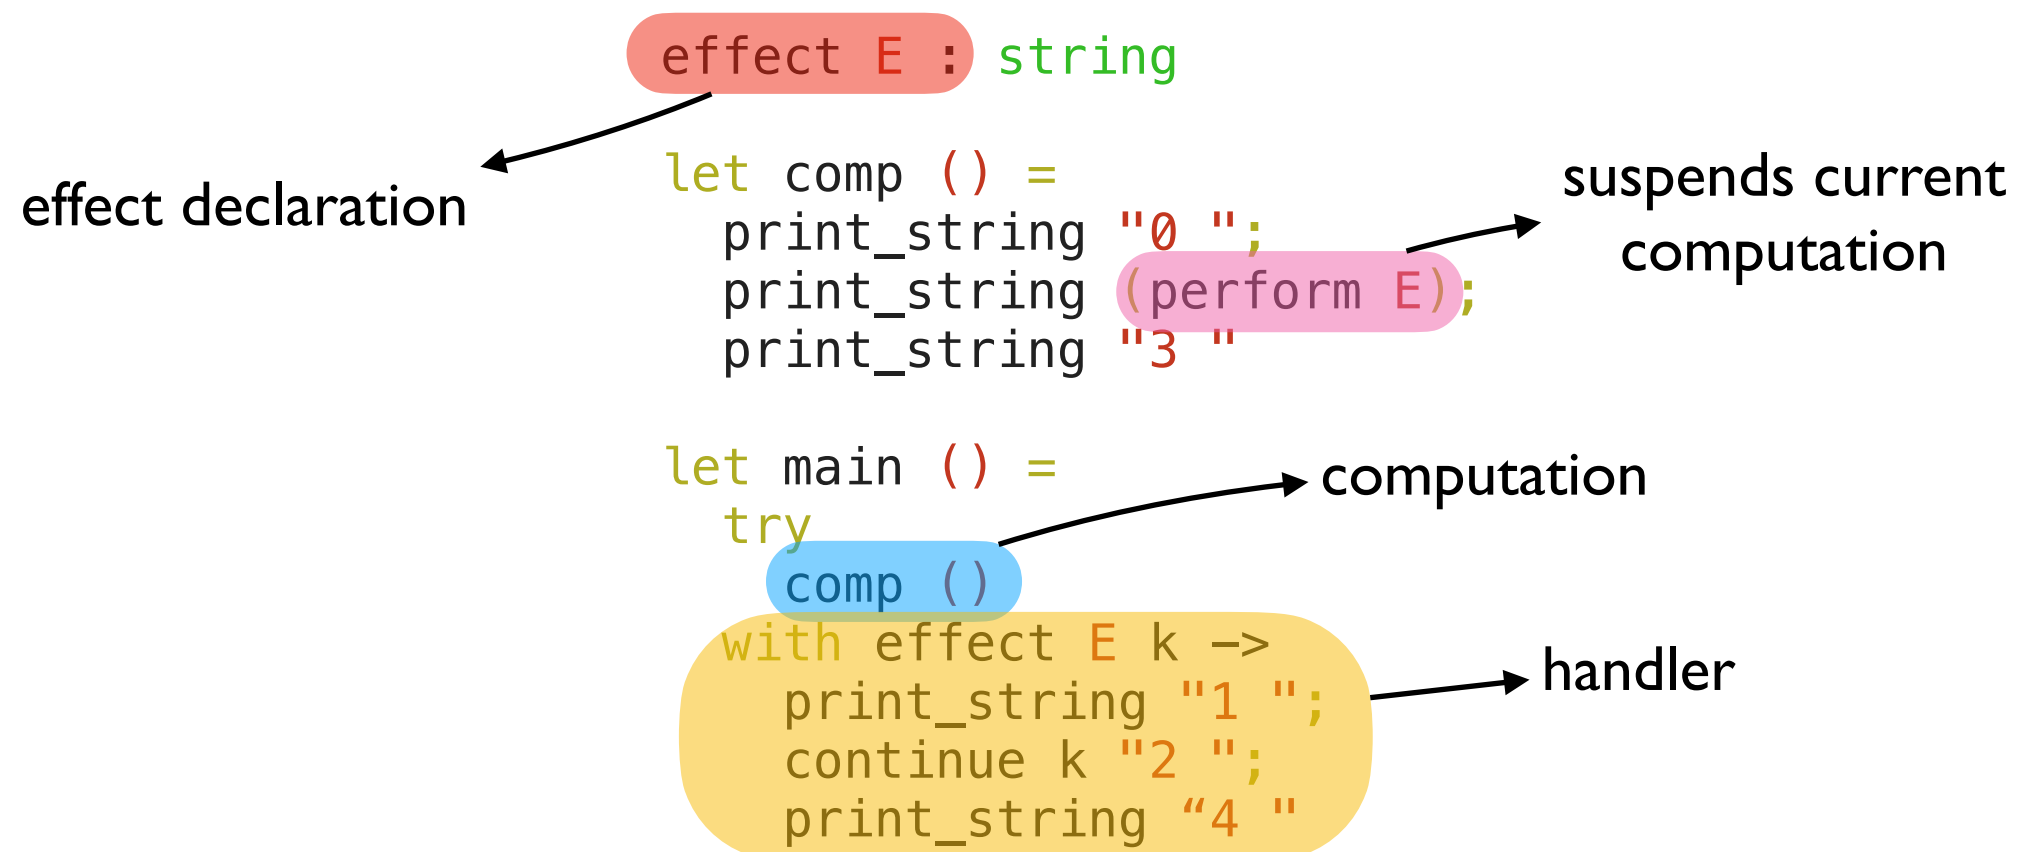 effect E : string
effect declaration
let comp () =
print_string "0 ";
print_string (perform E);
print_string "3 "
suspends current
computation
let main () =
try
comp ()
computation
with effect E k ->
print_string "1 ";
continue k "2 ";
print_string “4 "
handler